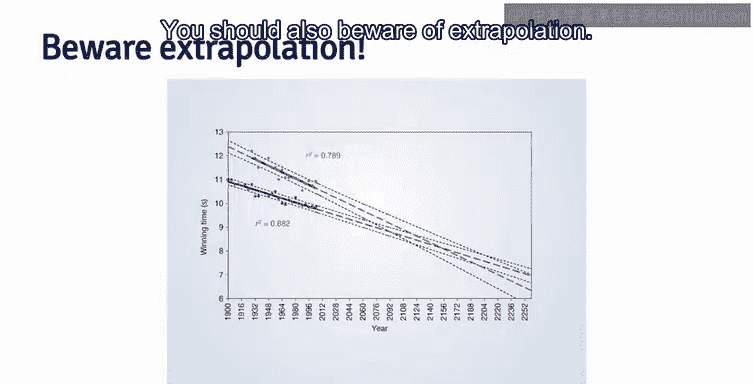 You should also beware of extrapolation.
Beware extrapolation!
13
12
11
10
9
8
7
6
Winning time (s)
r² = 0.789
r² = 0.882
1900 1916 1932 1948 1964 1980 1996 2012 2028 2044 2060 2076 2092 2108 2124 2140 2156 2172 2188 2204 2220 2236 2252
Year